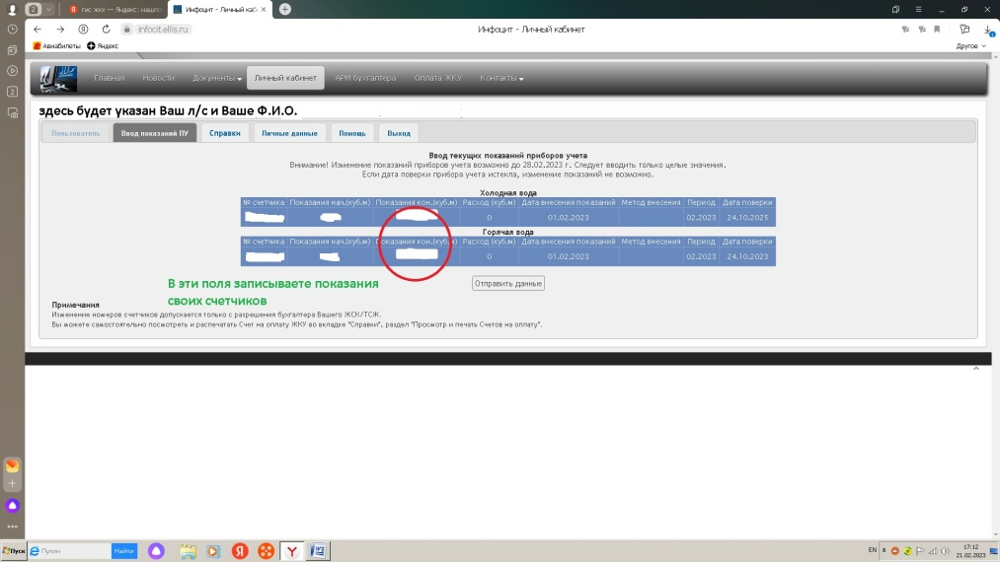 гис жкх — Яндекс: нашло
Инфоцит - Личный каби
infocit.ellis.ru
Инфоцит - Личный кабинет
Авиабилеты Яндекс
Другое
Главная Новости Документы Личный кабинет АРМ бухгалтера Оплата ЖКУ Контакты
здесь будет указан Ваш л/с и Ваше Ф.И.О.
Пользователь Ввод показаний ПУ Справки Личные данные Помощь Выход
Ввод текущих показаний приборов учета
Внимание! Изменение показаний приборов учета возможно до 28.02.2023 г. Следует вводить только целые значения.
Если дата поверки прибора учета истекла, изменение показаний не возможно.
Холодная вода
№ счетчика Показания нач.(куб.м) Показания кон.(куб.м) Расход (куб.м) Дата внесения показаний Метод внесения Период Дата поверки
0 01.02.2023 02.2023 24.10.2025
Горячая вода
№ счетчика Показания нач.(куб.м) Показания кон.(куб.м) Расход (куб.м) Дата внесения показаний Метод внесения Период Дата поверки
0 01.02.2023 02.2023 24.10.2025
Отправить данные
В эти поля записываете показания
своих счетчиков
Примечания
Изменение номеров счетчиков допускается только с разрешения бухгалтера Вашего ЖСК/ТСЖ.
Вы можете самостоятельно посмотреть и распечатать Счет на оплату ЖКУ во вкладке "Справки", раздел "Просмотр и печать Счетов на оплату".
Пуск Путин Найти
EN 17:12
21.02.2023